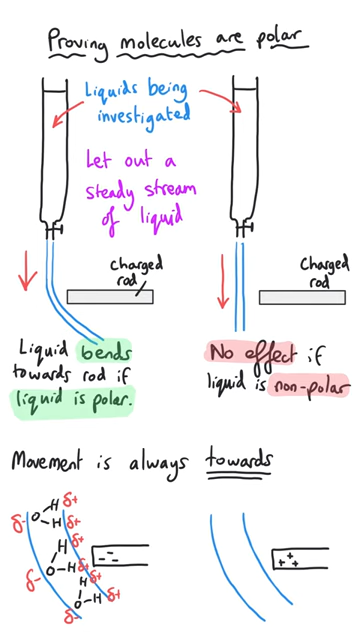 Proving molecules are polar
Liquids being
investigated
Let out a
steady stream
of liquid
charged
rod
Charged
rod
Liquid bends
towards rod if
liquid is polar.
No effect if
liquid is non-polar
Movement is always towards
δ- O H δ+
H δ+
H δ+
δ- O H δ+ δ+
H δ+
O H δ+
δ-
- - -
+ + +